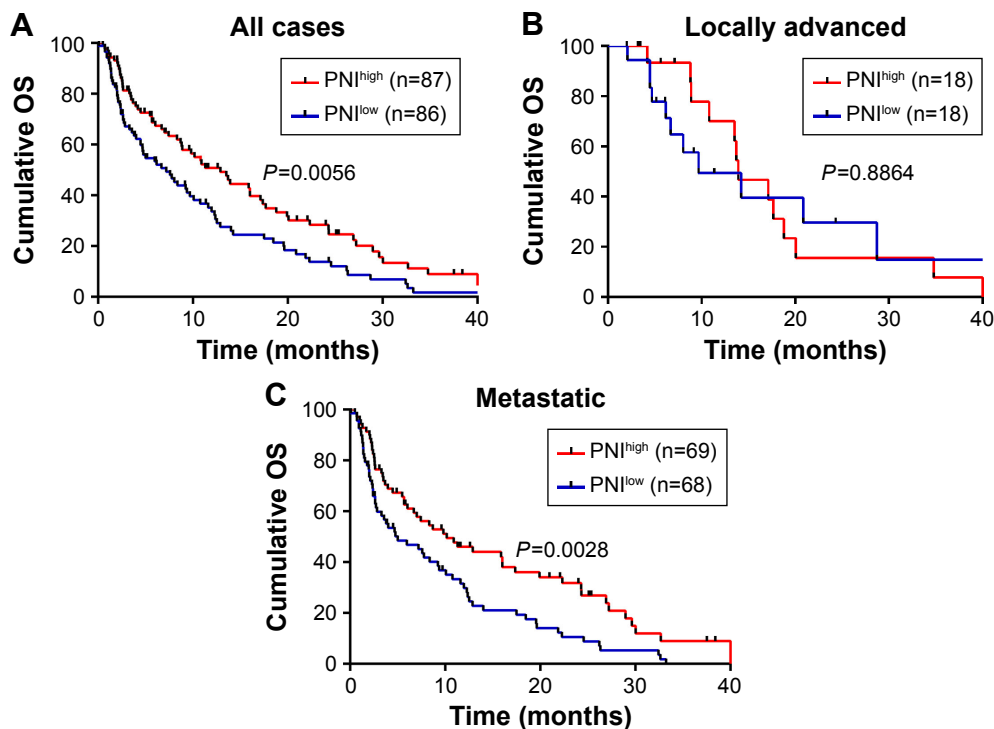 A
All cases
Cumulative OS
100
80
60
40
20
0
PNIhigh (n=87)
PNIlow (n=86)
P=0.0056
0 10 20 30 40
Time (months)
B
Locally advanced
Cumulative OS
100
80
60
40
20
0
PNIhigh (n=18)
PNIlow (n=18)
P=0.8864
0 10 20 30 40
Time (months)
C
Metastatic
Cumulative OS
100
80
60
40
20
0
PNIhigh (n=69)
PNIlow (n=68)
P=0.0028
0 10 20 30 40
Time (months)